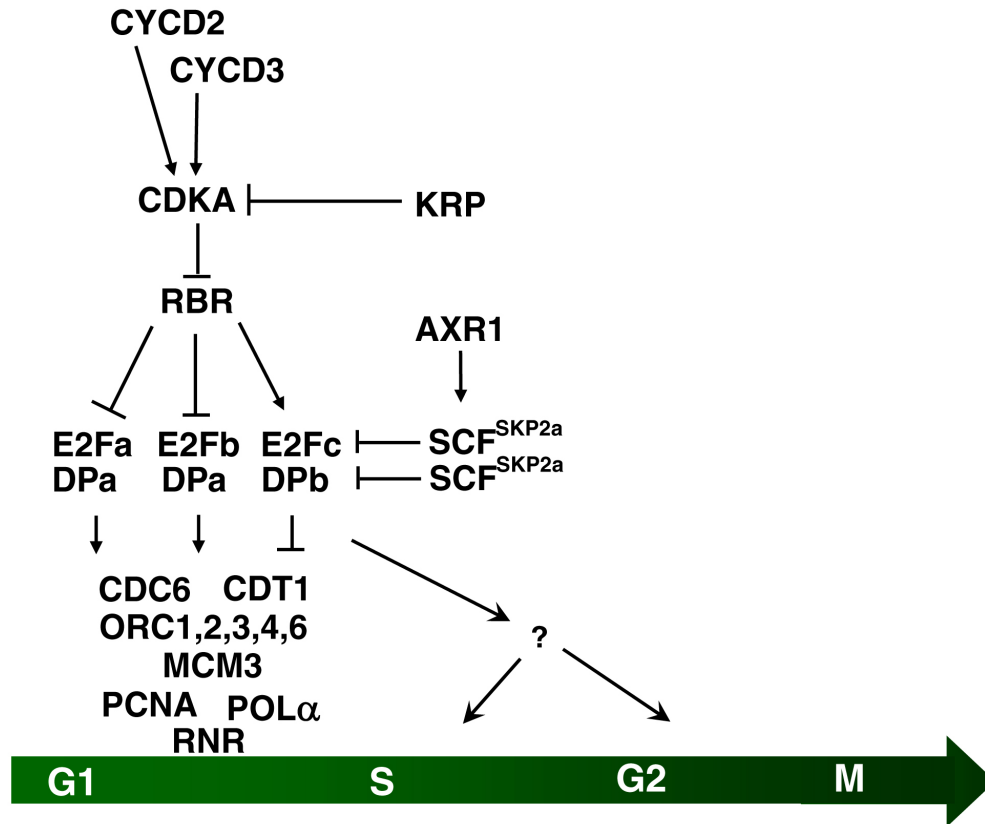 CYCD2
CYCD3
CDKA
KRP
RBR
AXR1
E2Fa E2Fb E2Fc
DPa DPa DPb
SCF^SKP2a
SCF^SKP2a
CDC6 CDT1
ORC1,2,3,4,6
MCM3
PCNA POLα
RNR
?
G1 S G2 M